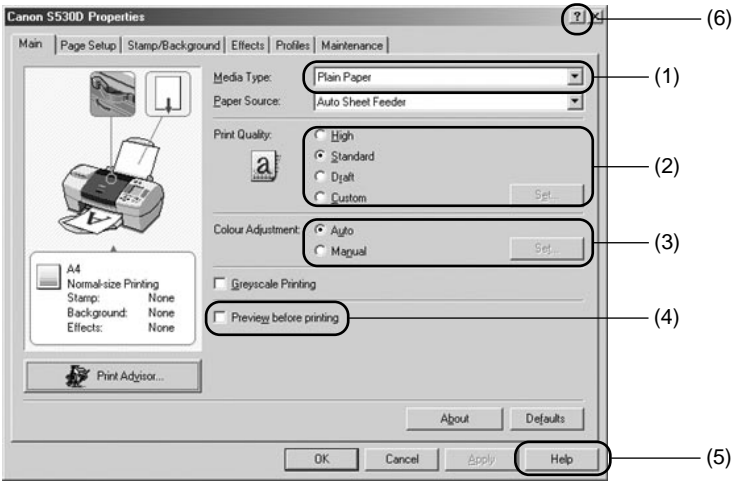 Canon S530D Properties
? (6)
Main Page Setup Stamp/Background Effects Profiles Maintenance
Media Type: Plain Paper (1)
Paper Source: Auto Sheet Feeder
Print Quality: High
Standard
a (2)
Draft
Custom Set...
Colour Adjustment: Auto
(3)
Manual Set...
A4
Normal-size Printing
Stamp: None
Background: None
Effects: None
Greyscale Printing
Preview before printing (4)
Print Advisor...
About Defaults
OK Cancel Apply Help (5)